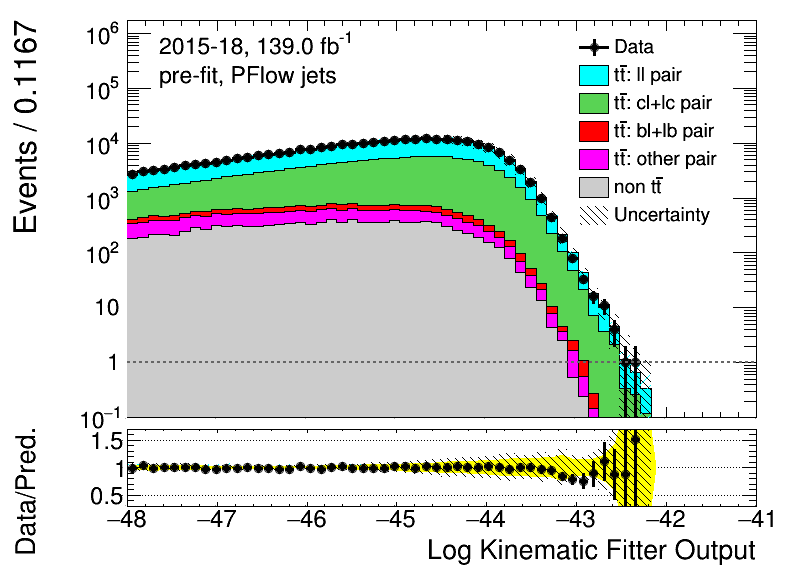 Events / 0.1167
10⁶
10⁵
10⁴
10³
10²
10
1
10⁻¹
2015-18, 139.0 fb⁻¹
pre-fit, PFlow jets
Data
tt̄: ll pair
tt̄: cl+lc pair
tt̄: bl+lb pair
tt̄: other pair
non tt̄
Uncertainty
Data/Pred.
1.5
1
0.5
−48 −47 −46 −45 −44 −43 −42 −41
Log Kinematic Fitter Output